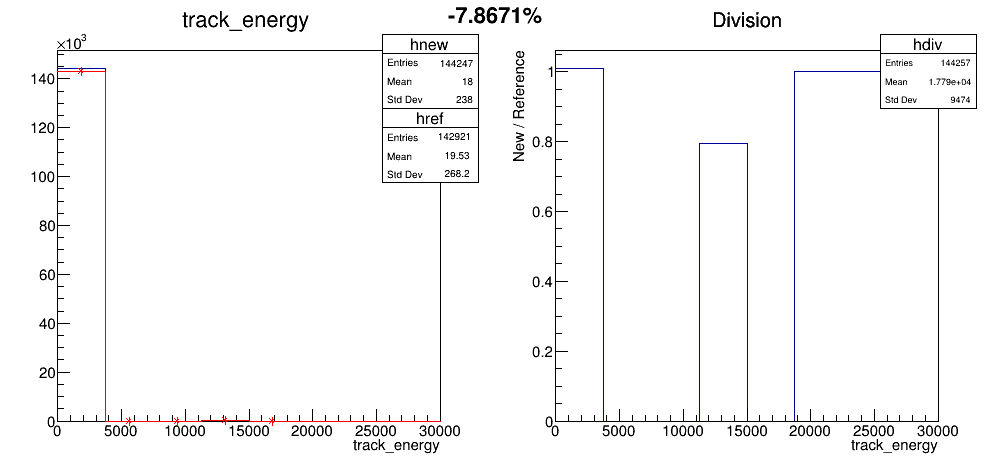 track_energy
-7.8671%
Division
×10³
hnew
Entries 144247
Mean 18
Std Dev 238
href
Entries 142921
Mean 19.53
Std Dev 268.2
140
120
100
80
60
40
20
0
0 5000 10000 15000 20000 25000 30000
track_energy
hdiv
Entries 144257
Mean 1.779e+04
Std Dev 9474
New / Reference
1
0.8
0.6
0.4
0.2
0
0 5000 10000 15000 20000 25000 30000
track_energy